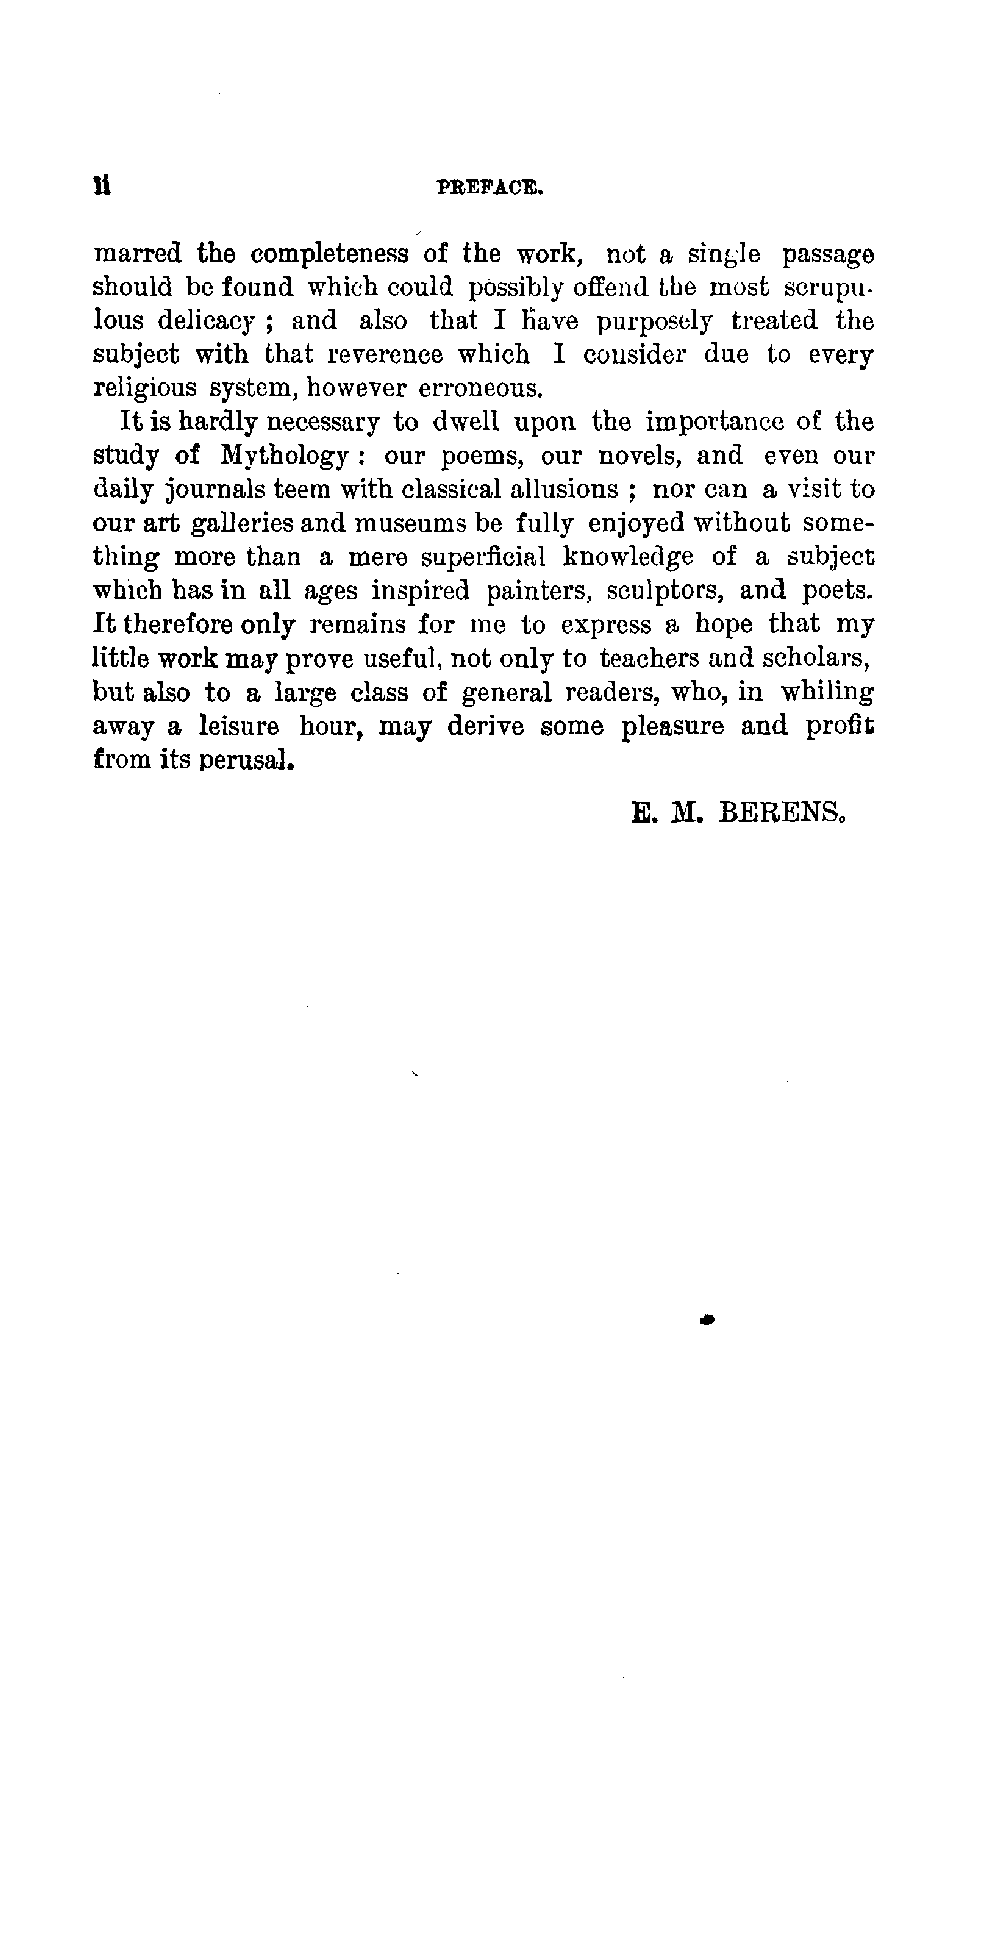 ii PREFACE.
marred the completeness of the work, not a single passage
should be found which could possibly offend the most scrupu-
lous delicacy ; and also that I have purposely treated the
subject with that reverence which I consider due to every
religious system, however erroneous.
It is hardly necessary to dwell upon the importance of the
study of Mythology : our poems, our novels, and even our
daily journals teem with classical allusions ; nor can a visit to
our art galleries and museums be fully enjoyed without some-
thing more than a mere superficial knowledge of a subject
which has in all ages inspired painters, sculptors, and poets.
It therefore only remains for me to express a hope that my
little work may prove useful, not only to teachers and scholars,
but also to a large class of general readers, who, in whiling
away a leisure hour, may derive some pleasure and profit
from its perusal.
E. M. BERENS.